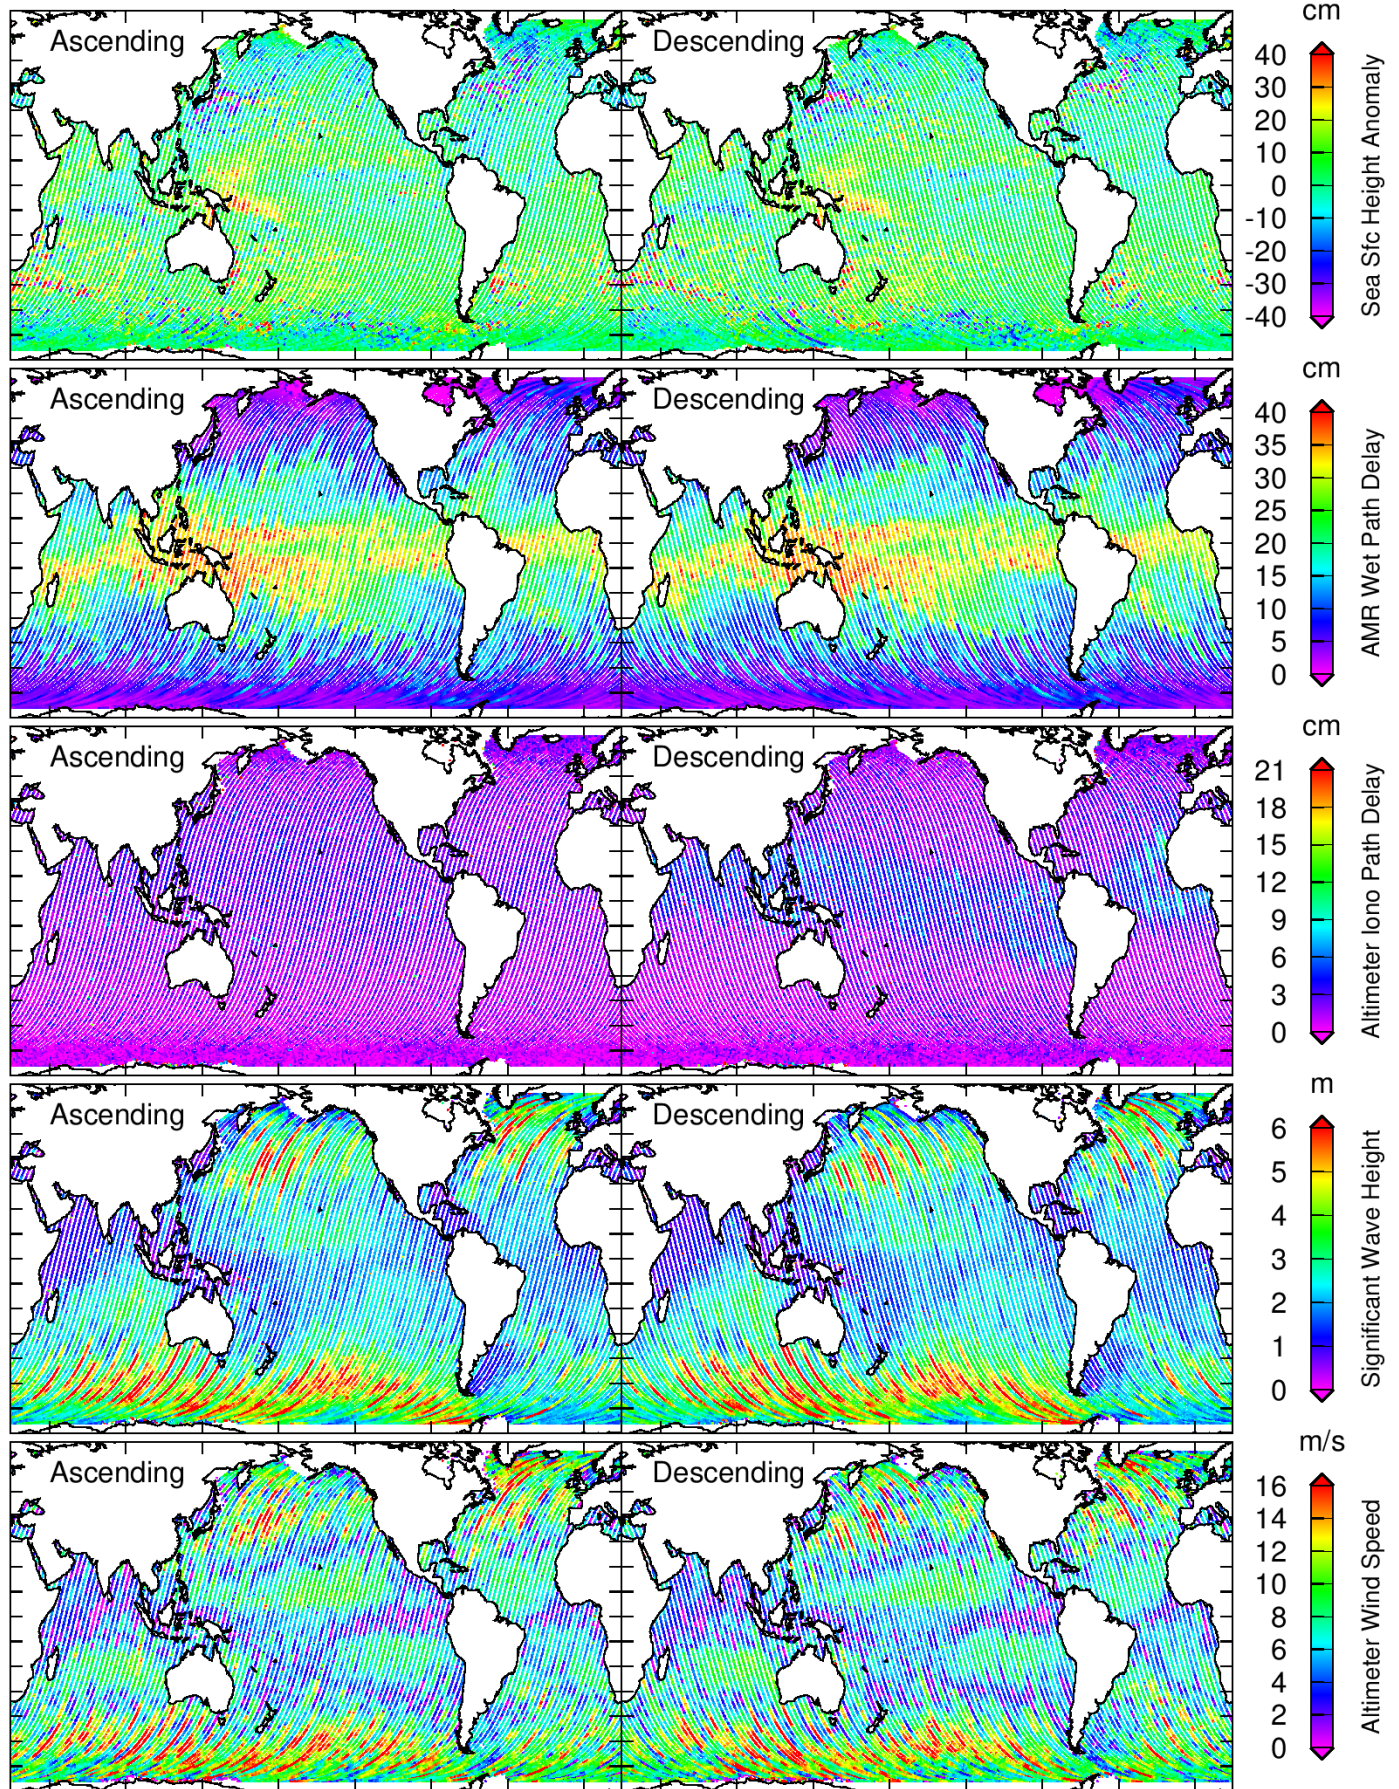 Ascending
Descending
cm
40
30
20
10
0
-10
-20
-30
-40
Sea Sfc Height Anomaly
Ascending
Descending
cm
40
35
30
25
20
15
10
5
0
AMR Wet Path Delay
Ascending
Descending
cm
21
18
15
12
9
6
3
0
Altimeter Iono Path Delay
Ascending
Descending
m
6
5
4
3
2
1
0
Significant Wave Height
Ascending
Descending
m/s
16
14
12
10
8
6
4
2
0
Altimeter Wind Speed